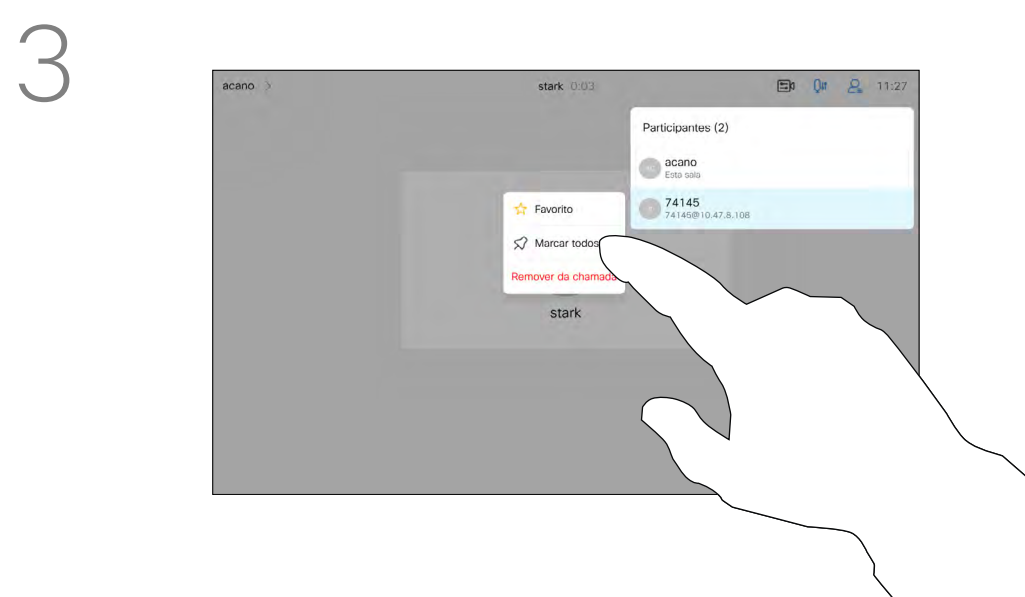 3
acano
stark 0:03
11:27
Participantes (2)
acano
Esta sala
74145
74145@10.47.8.108
Favorito
Marcar todos
Remover da chamada
stark